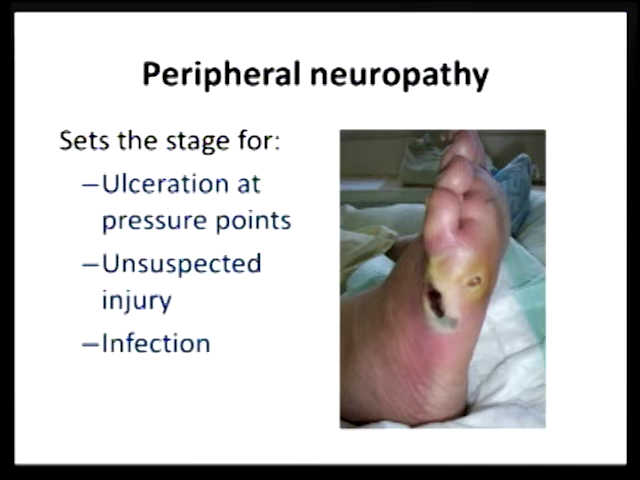 Peripheral neuropathy
Sets the stage for:
–Ulceration at
pressure points
–Unsuspected
injury
–Infection